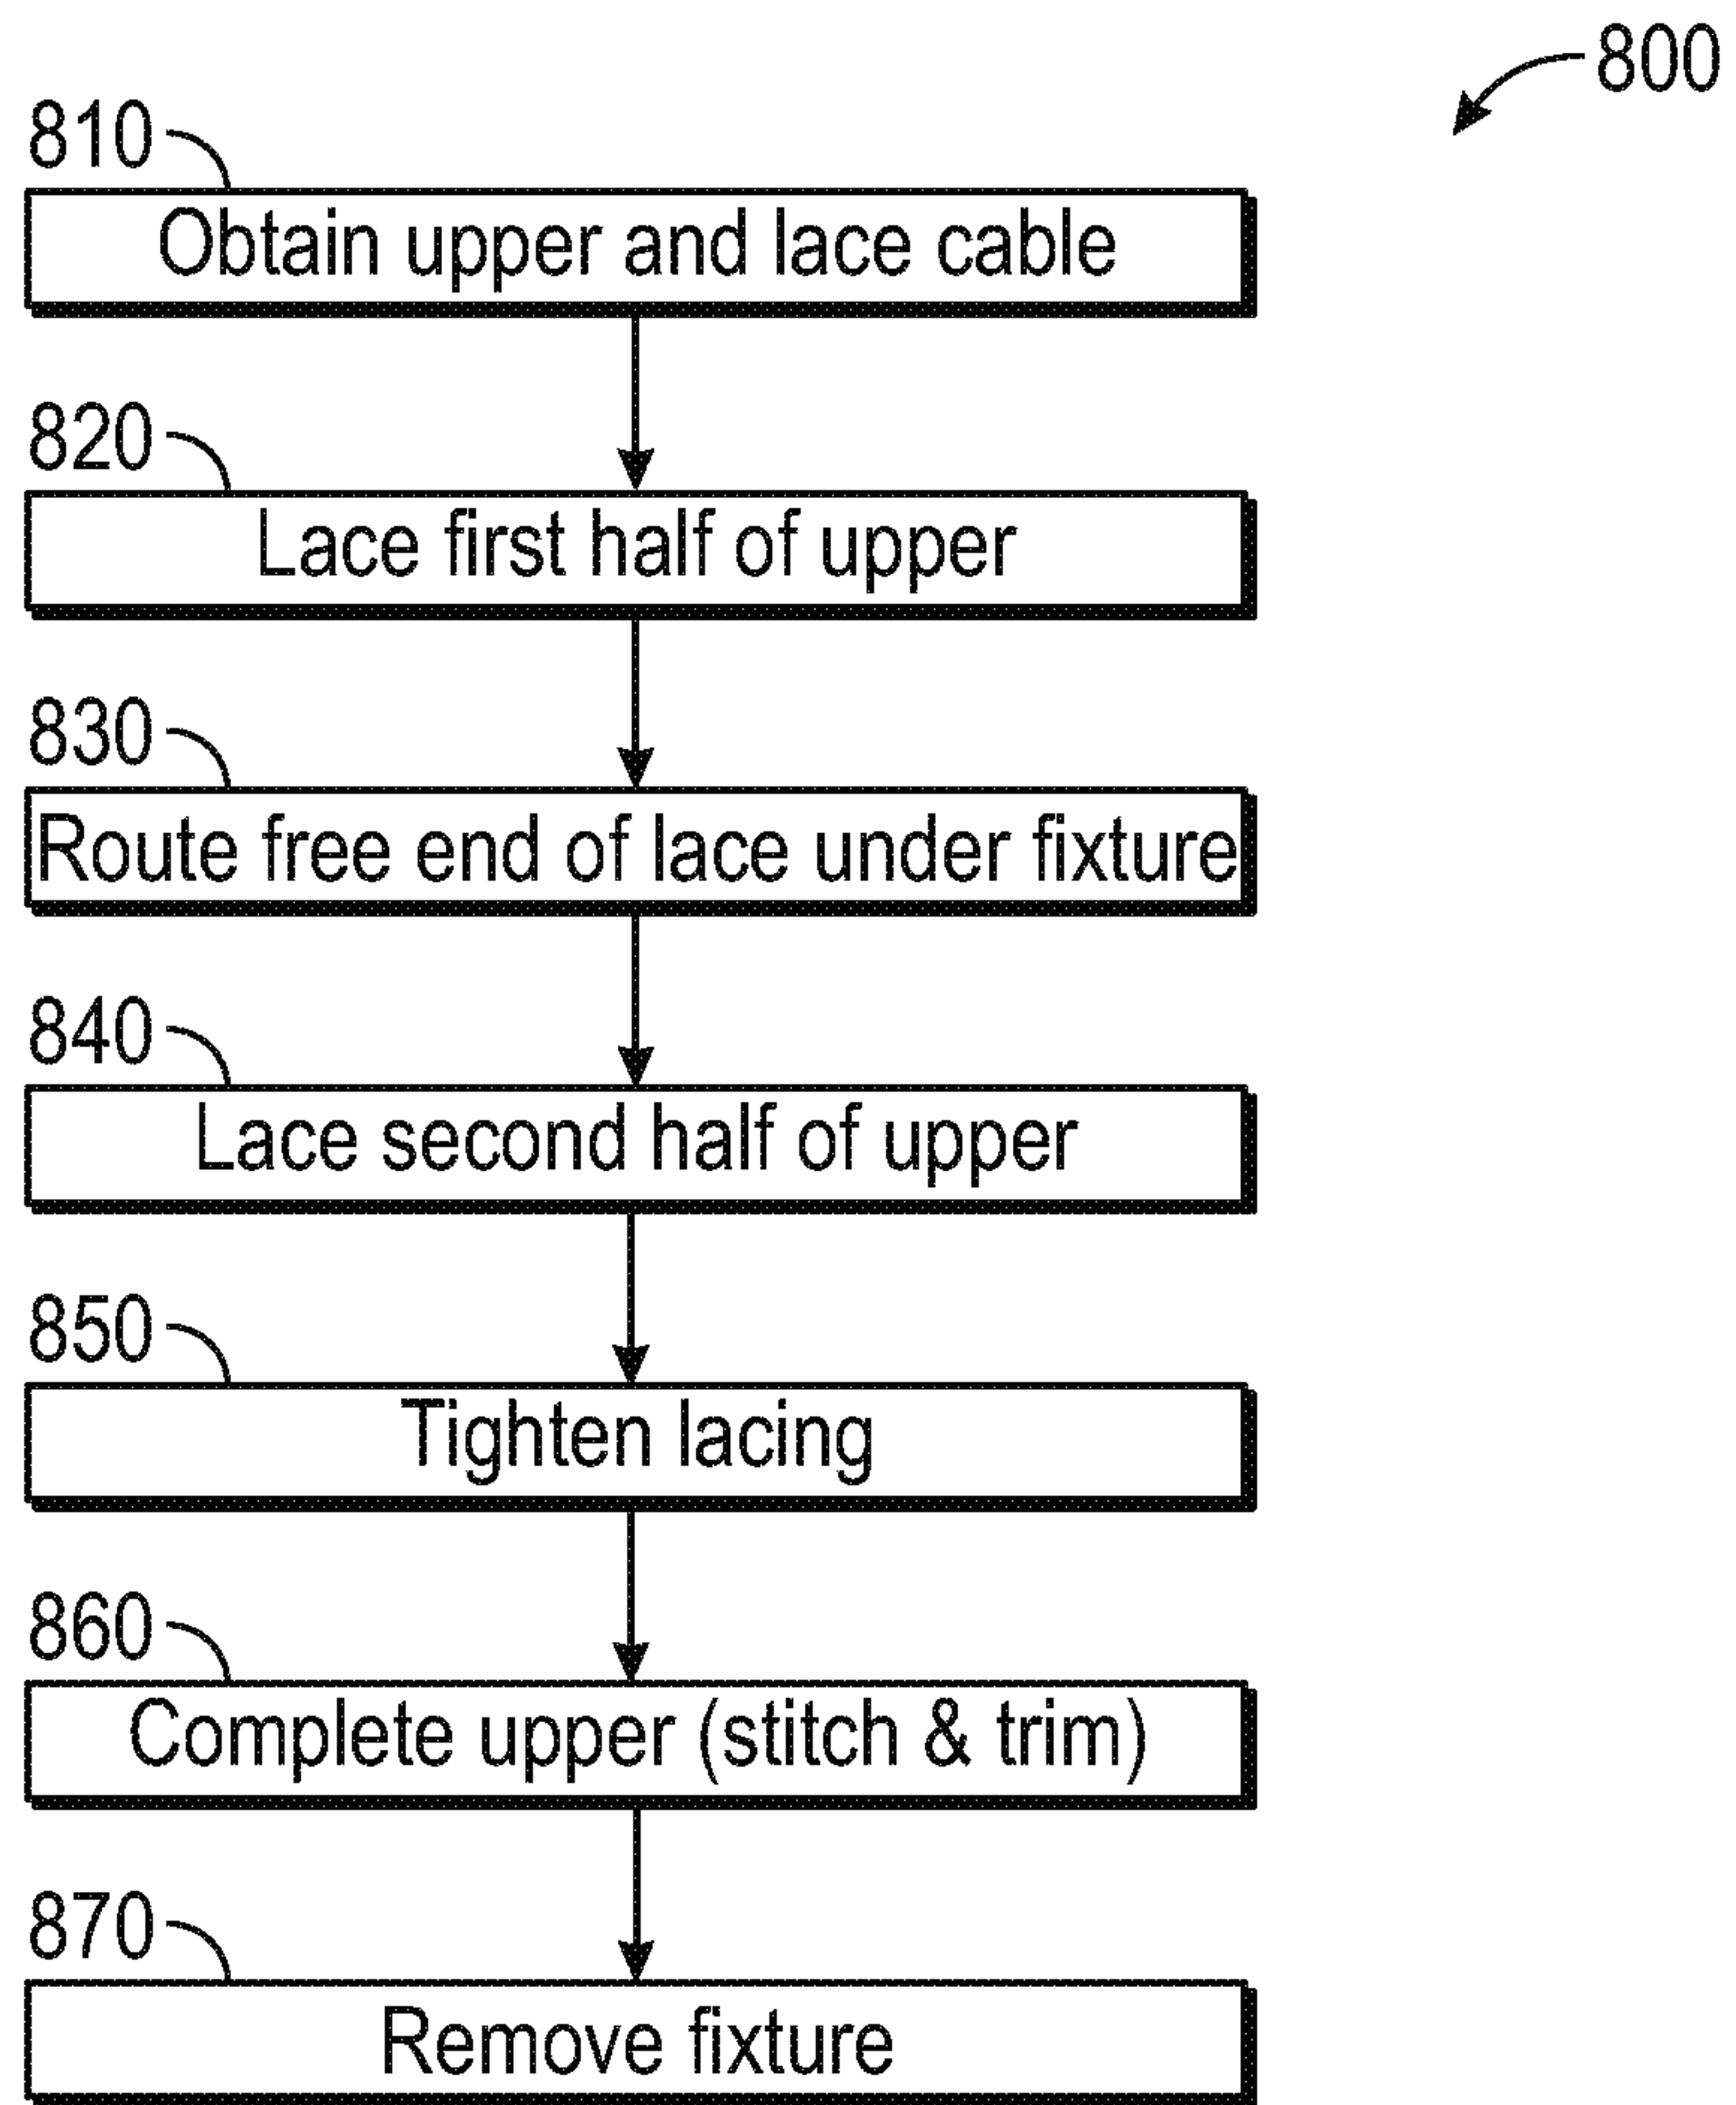 800
810
Obtain upper and lace cable
820
Lace first half of upper
830
Route free end of lace under fixture
840
Lace second half of upper
850
Tighten lacing
860
Complete upper (stitch & trim)
870
Remove fixture